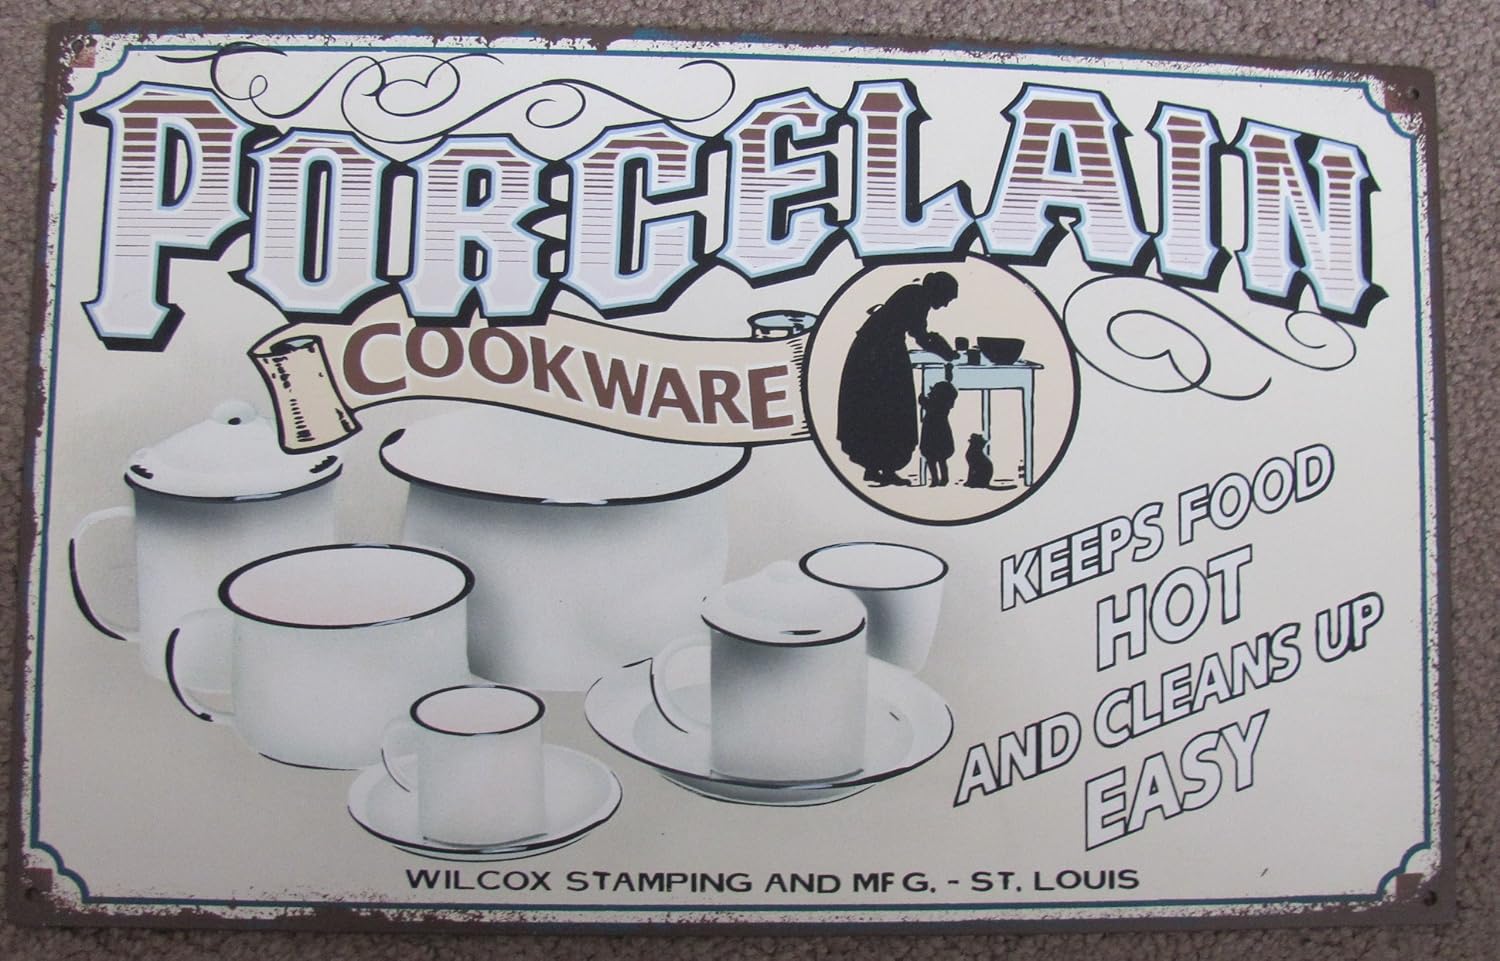 PORCELAIN
COOKWARE
KEEPS FOOD
HOT
AND CLEANS UP
EASY
WILCOX STAMPING AND MFG. - ST. LOUIS